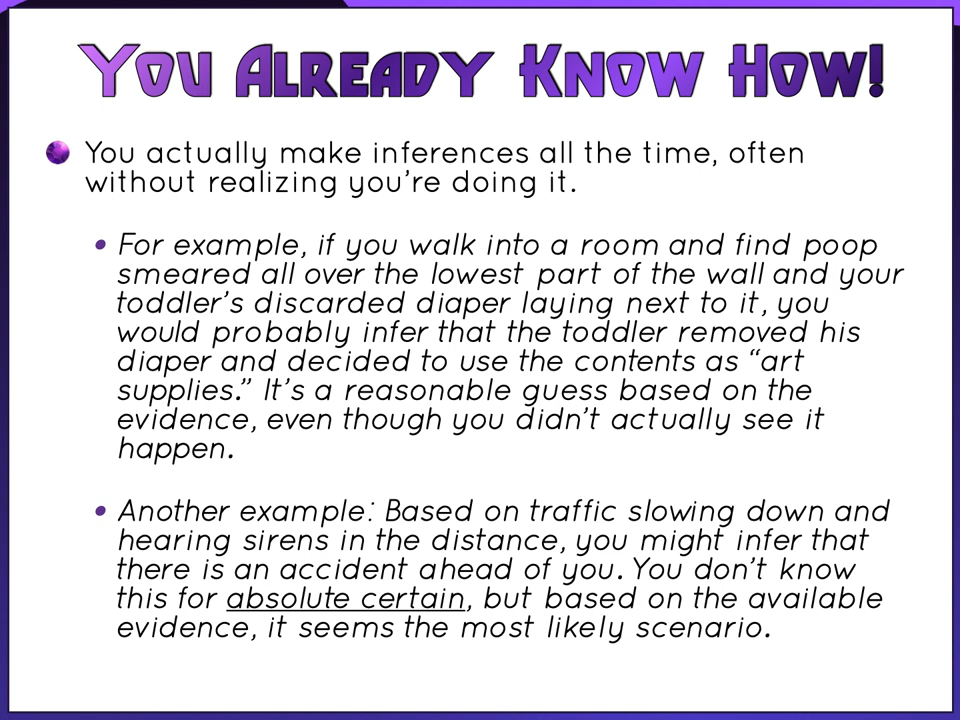 You Already Know How!
You actually make inferences all the time, often
without realizing you're doing it.
• For example, if you walk into a room and find poop
smeared all over the lowest part of the wall and your
toddler's discarded diaper laying next to it, you
would probably infer that the toddler removed his
diaper and decided to use the contents as “art
supplies.” It's a reasonable guess based on the
evidence, even though you didn't actually see it
happen.
• Another example: Based on traffic slowing down and
hearing sirens in the distance, you might infer that
there is an accident ahead of you. You don't know
this for absolute certain, but based on the available
evidence, it seems the most likely scenario.